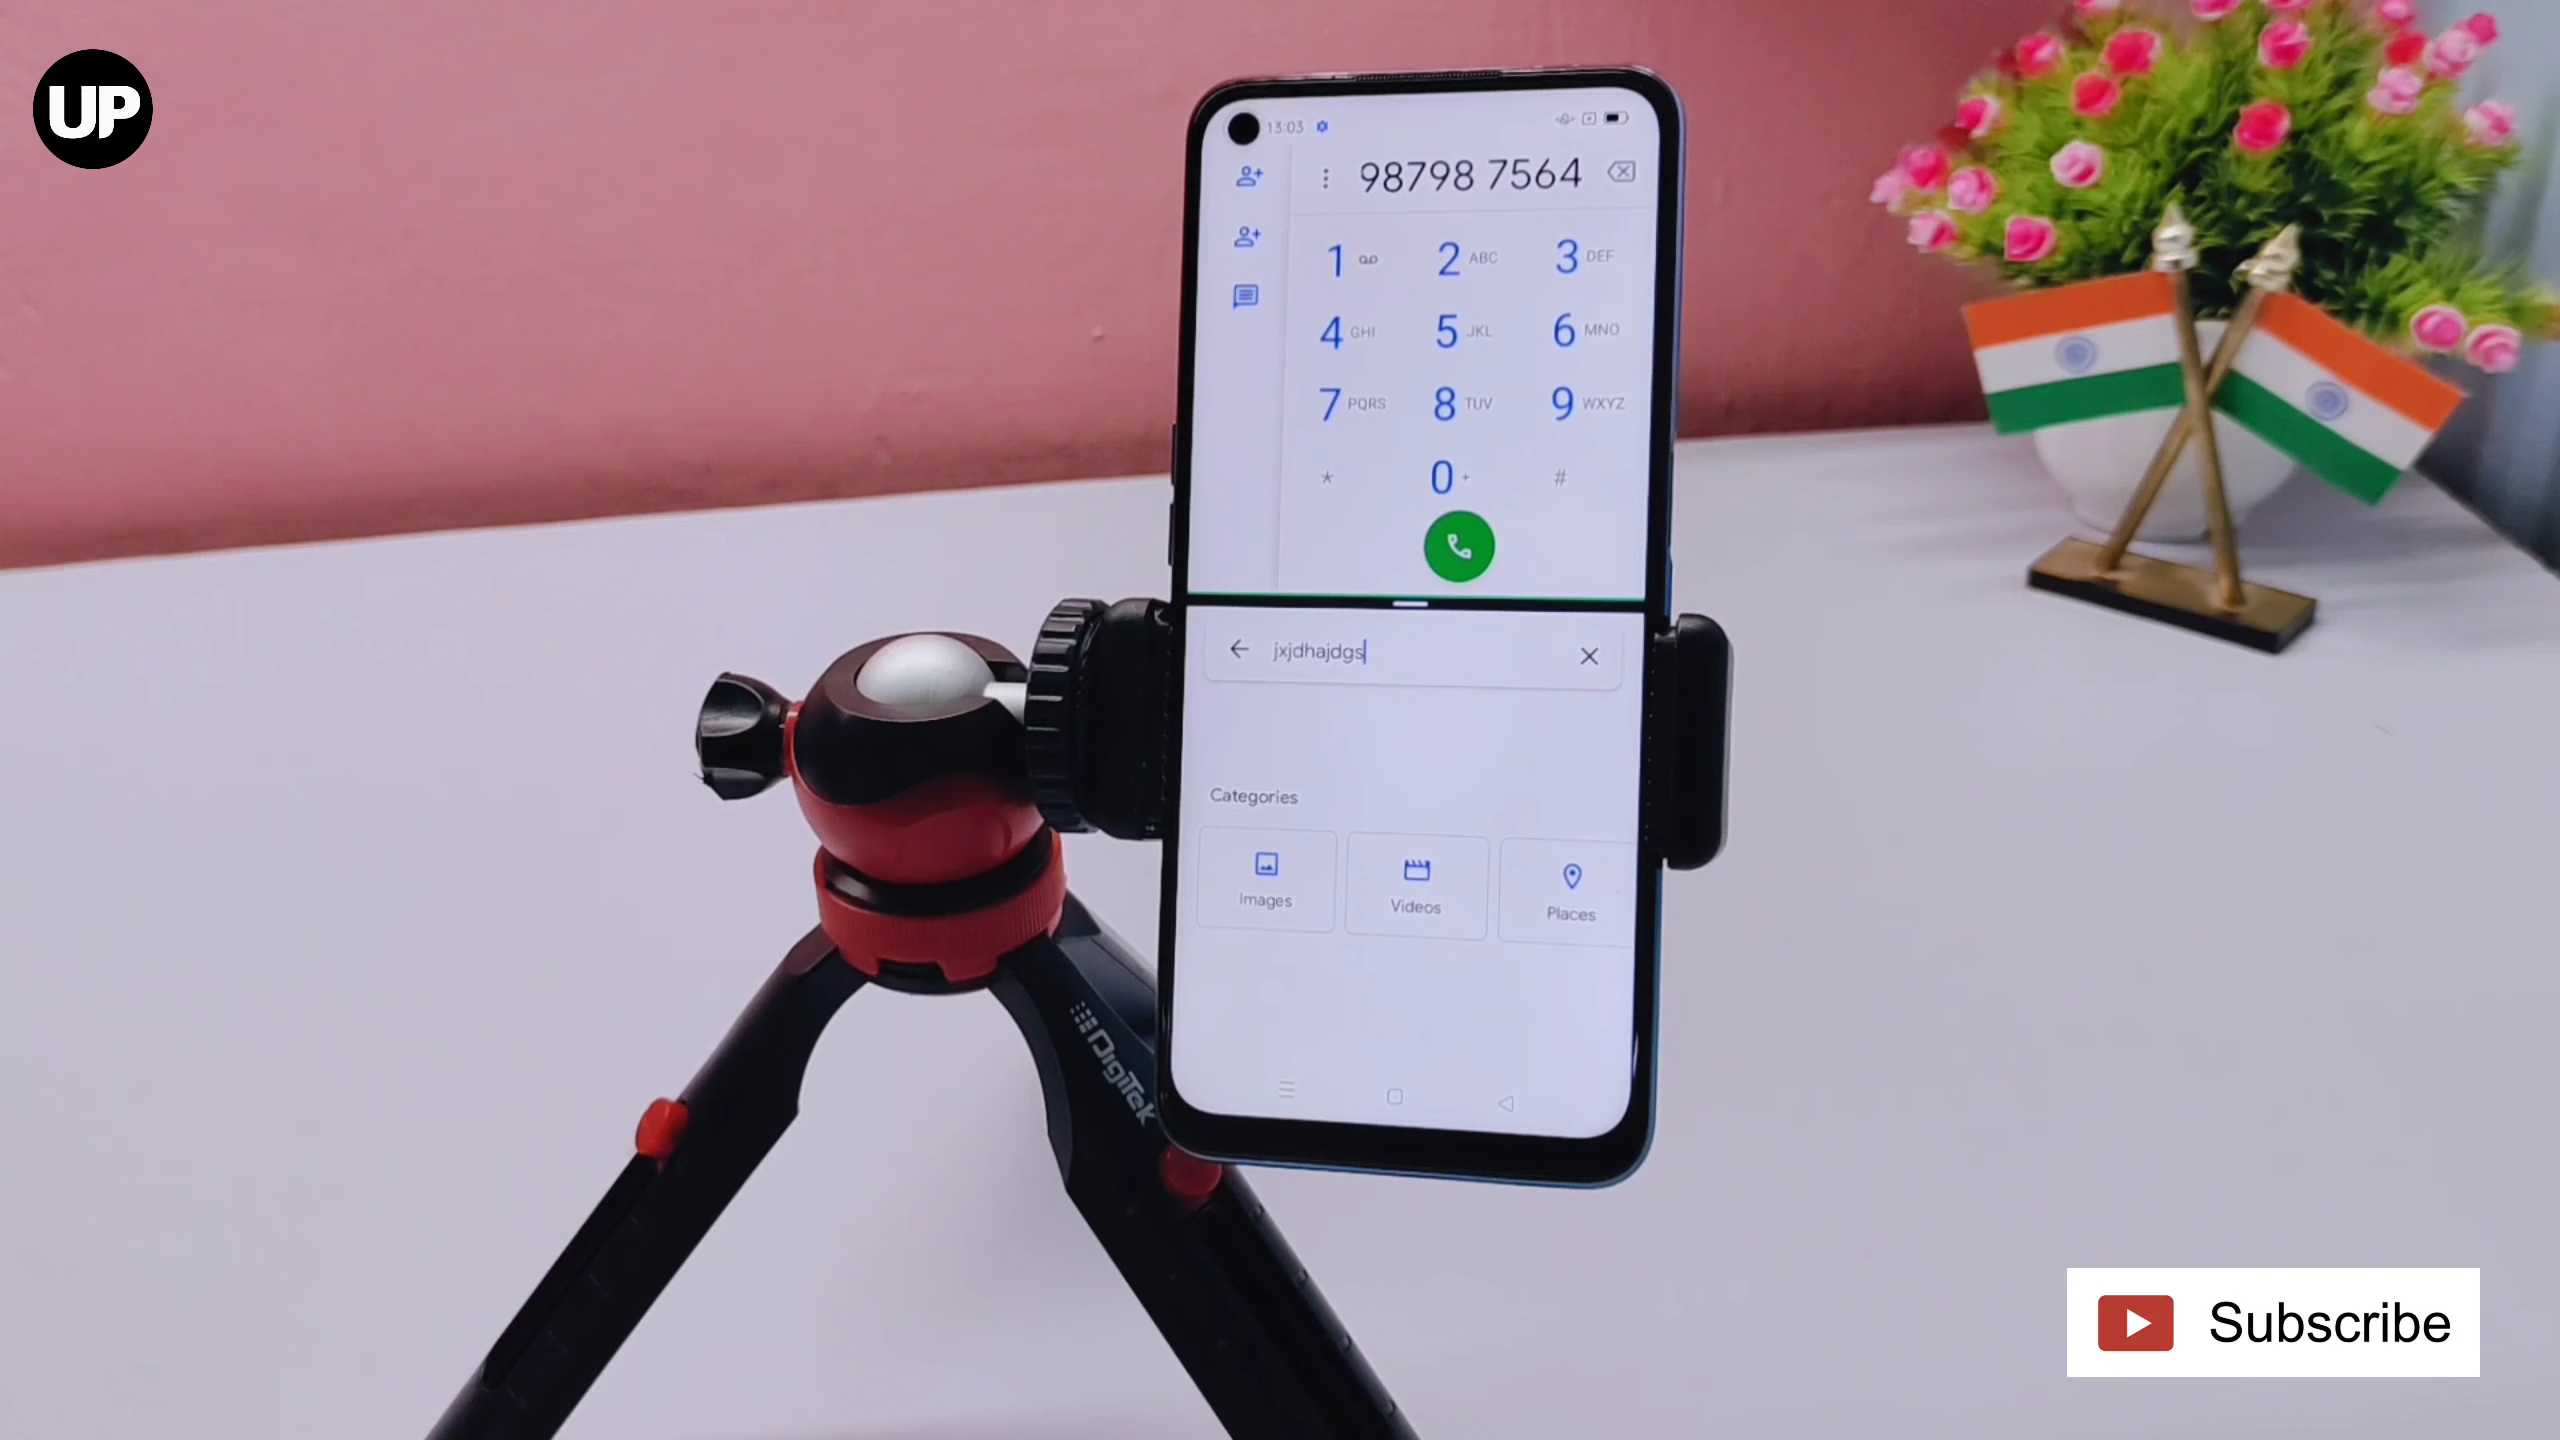 UP
13:03
98798 7564
1
2 ABC
3 DEF
4 GHI
5 JKL
6 MNO
7 PQRS
8 TUV
9 WXYZ
*
0 +
#
jxjdhajdgs
Categories
Images
Videos
Places
DIGITEK
Subscribe